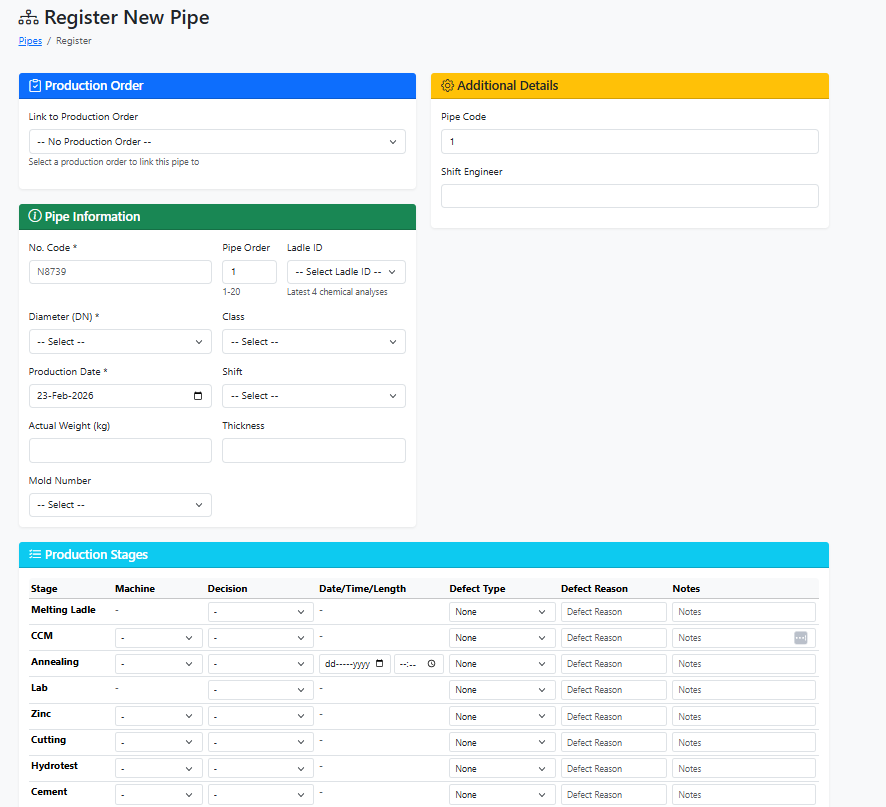 Register New Pipe
Pipes / Register
Production Order
Link to Production Order
-- No Production Order --
Select a production order to link this pipe to
Additional Details
Pipe Code
1
Shift Engineer
Pipe Information
No. Code * Pipe Order Ladle ID
N8739 1 -- Select Ladle ID --
1-20 Latest 4 chemical analyses
Diameter (DN) * Class
-- Select -- -- Select --
Production Date * Shift
23-Feb-2026 -- Select --
Actual Weight (kg) Thickness
Mold Number
-- Select --
Production Stages
Stage Machine Decision Date/Time/Length Defect Type Defect Reason Notes
Melting Ladle - - - None Defect Reason Notes
CCM - - - None Defect Reason Notes
Annealing - - dd-----yyyy --:-- None Defect Reason Notes
Lab - - - None Defect Reason Notes
Zinc - - - None Defect Reason Notes
Cutting - - - None Defect Reason Notes
Hydrotest - - - None Defect Reason Notes
Cement - - - None Defect Reason Notes